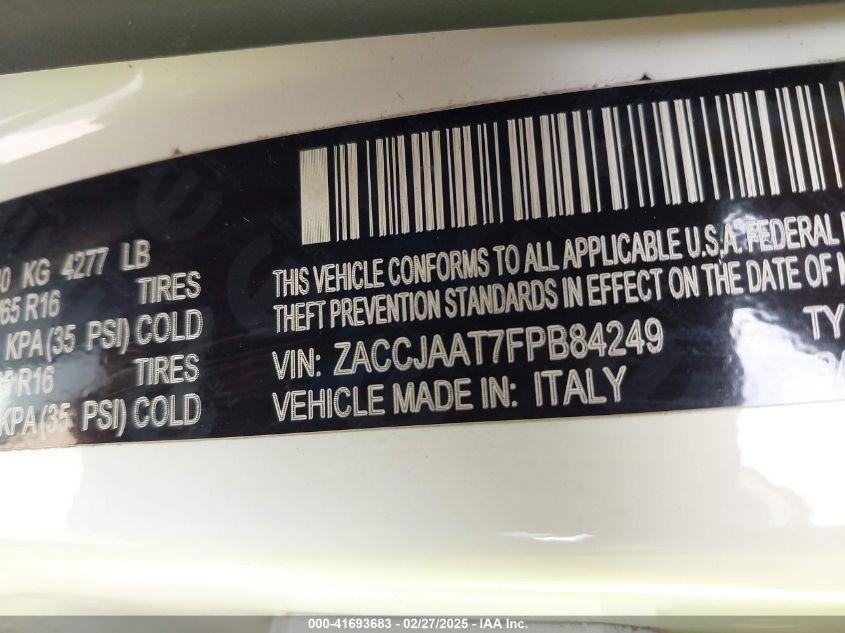 0 KG 4277 LB
/65 R16 TIRES
KPA(35 PSI) COLD
R16 TIRES
KPA(35 PSI) COLD
THIS VEHICLE CONFORMS TO ALL APPLICABLE U.S.A. FEDERAL
THEFT PREVENTION STANDARDS IN EFFECT ON THE DATE OF M
VIN: ZACCJAAT7FPB84249 TY
VEHICLE MADE IN: ITALY
000-41693683 - 02/27/2025 - IAA Inc.